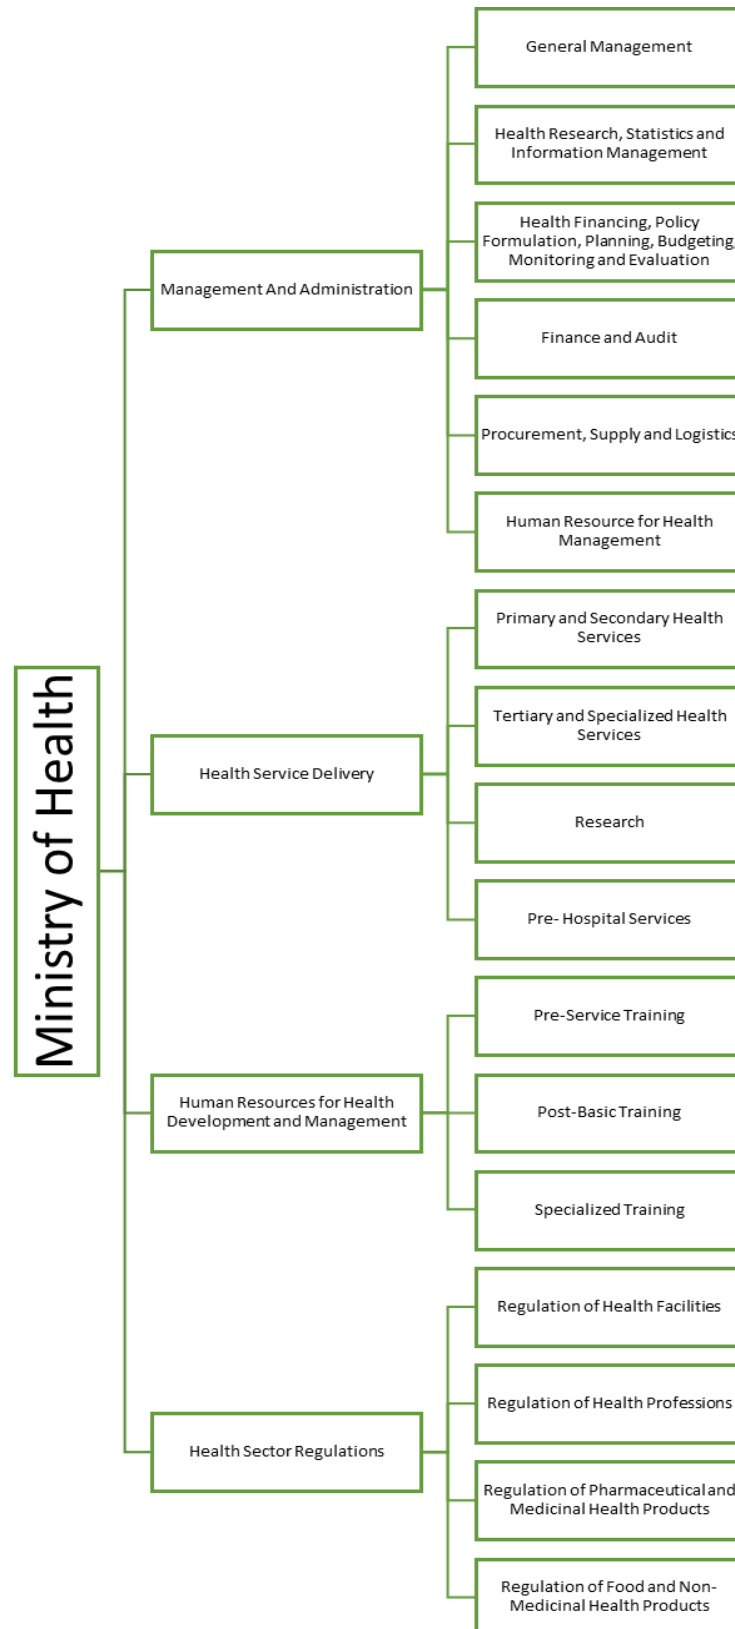 Ministry of Health
Management And Administration
General Management
Health Research, Statistics and
Information Management
Health Financing, Policy
Formulation, Planning, Budgeting,
Monitoring and Evaluation
Finance and Audit
Procurement, Supply and Logistics
Human Resource for Health
Management
Health Service Delivery
Primary and Secondary Health
Services
Tertiary and Specialized Health
Services
Research
Pre- Hospital Services
Human Resources for Health
Development and Management
Pre-Service Training
Post-Basic Training
Specialized Training
Health Sector Regulations
Regulation of Health Facilities
Regulation of Health Professions
Regulation of Pharmaceutical and
Medicinal Health Products
Regulation of Food and Non-
Medicinal Health Products